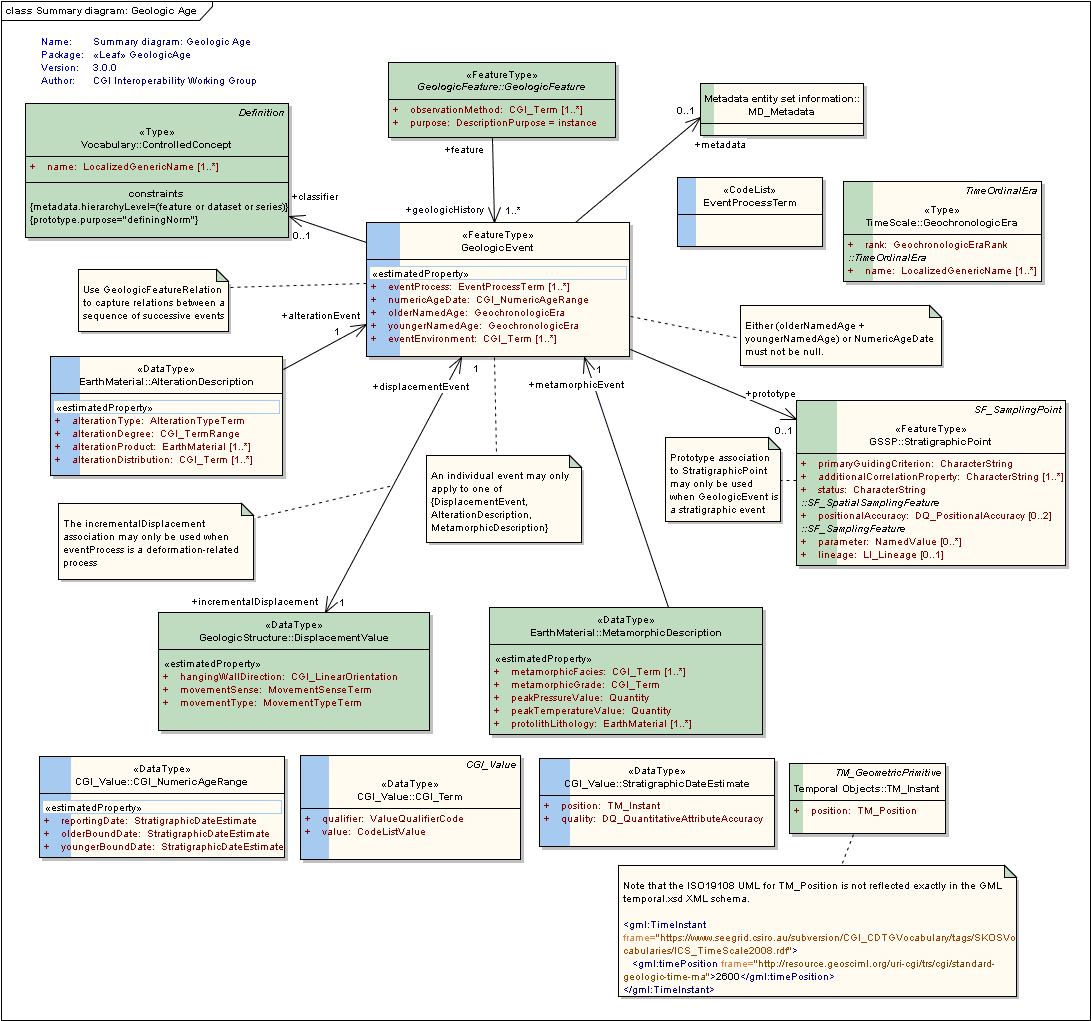 class Summary diagram: Geologic Age
Name: Summary diagram: Geologic Age
Package: «Leaf» GeologicAge
Version: 3.0.0
Author: CGI Interoperability Working Group
«FeatureType»
GeologicFeature::GeologicFeature
+ observationMethod: CGI_Term [1..*]
+ purpose: DescriptionPurpose = instance
Metadata entity set information::
MD_Metadata
0..1
+metadata
+feature
+geologicHistory 1..*
Definition
«Type»
Vocabulary::ControlledConcept
+ name: LocalizedGenericName [1..*]
constraints
{metadata.hierarchyLevel=(feature or dataset or series)}
{prototype.purpose="definingNorm"}
+classifier
0..1
«CodeList»
EventProcessTerm
TimeOrdinalEra
«Type»
TimeScale::GeochronologicEra
+ rank: GeochronologicEraRank
::TimeOrdinalEra
+ name: LocalizedGenericName [1..*]
«FeatureType»
GeologicEvent
«estimatedProperty»
+ eventProcess: EventProcessTerm [1..*]
+ numericAgeDate: CGI_NumericAgeRange
+ olderNamedAge: GeochronologicEra
+ youngerNamedAge: GeochronologicEra
+ eventEnvironment: CGI_Term [1..*]
Use GeologicFeatureRelation
to capture relations between a
sequence of successive events
+alterationEvent
1
Either (olderNamedAge +
youngerNamedAge) or NumericAgeDate
must not be null.
«DataType»
EarthMaterial::AlterationDescription
«estimatedProperty»
+ alterationType: AlterationTypeTerm
+ alterationDegree: CGI_TermRange
+ alterationProduct: EarthMaterial [1..*]
+ alterationDistribution: CGI_Term [1..*]
1
+displacementEvent
1
+metamorphicEvent
+prototype
0..1
SF_SamplingPoint
«FeatureType»
GSSP::StratigraphicPoint
+ primaryGuidingCriterion: CharacterString
+ additionalCorrelationProperty: CharacterString [1..*]
+ status: CharacterString
::SF_SpatialSamplingFeature
+ positionalAccuracy: DQ_PositionalAccuracy [0..2]
::SF_SamplingFeature
+ parameter: NamedValue [0..*]
+ lineage: LI_Lineage [0..1]
Prototype association
to StratigraphicPoint
may only be used
when GeologicEvent is
a stratigraphic event
An individual event may only
apply to one of
{DisplacementEvent,
AlterationDescription,
MetamorphicDescription}
The incrementalDisplacement
association may only be used when
eventProcess is a deformation-related
process
+incrementalDisplacement 1
«DataType»
GeologicStructure::DisplacementValue
«estimatedProperty»
+ hangingWallDirection: CGI_LinearOrientation
+ movementSense: MovementSenseTerm
+ movementType: MovementTypeTerm
«DataType»
EarthMaterial::MetamorphicDescription
«estimatedProperty»
+ metamorphicFacies: CGI_Term [1..*]
+ metamorphicGrade: CGI_Term
+ peakPressureValue: Quantity
+ peakTemperatureValue: Quantity
+ protolithLithology: EarthMaterial [1..*]
«DataType»
CGI_Value::CGI_NumericAgeRange
«estimatedProperty»
+ reportingDate: StratigraphicDateEstimate
+ olderBoundDate: StratigraphicDateEstimate
+ youngerBoundDate: StratigraphicDateEstimate
CGI_Value
«DataType»
CGI_Value::CGI_Term
+ qualifier: ValueQualifierCode
+ value: CodeListValue
«DataType»
CGI_Value::StratigraphicDateEstimate
+ position: TM_Instant
+ quality: DQ_QuantitativeAttributeAccuracy
TM_GeometricPrimitive
Temporal Objects::TM_Instant
+ position: TM_Position
Note that the ISO19108 UML for TM_Position is not reflected exactly in the GML
temporal.xsd XML schema.
<gml:TimeInstant
frame="https://www.seegrid.csiro.au/subversion/CGI_CDTGVocabulary/tags/SKOSVo
cabularies/ICS_TimeScale2008.rdf">
<gml:timePosition frame="http://resource.geosciml.org/uri-cgi/trs/cgi/standard-
geologic-time-ma">2600</gml:timePosition>
</gml:TimeInstant>